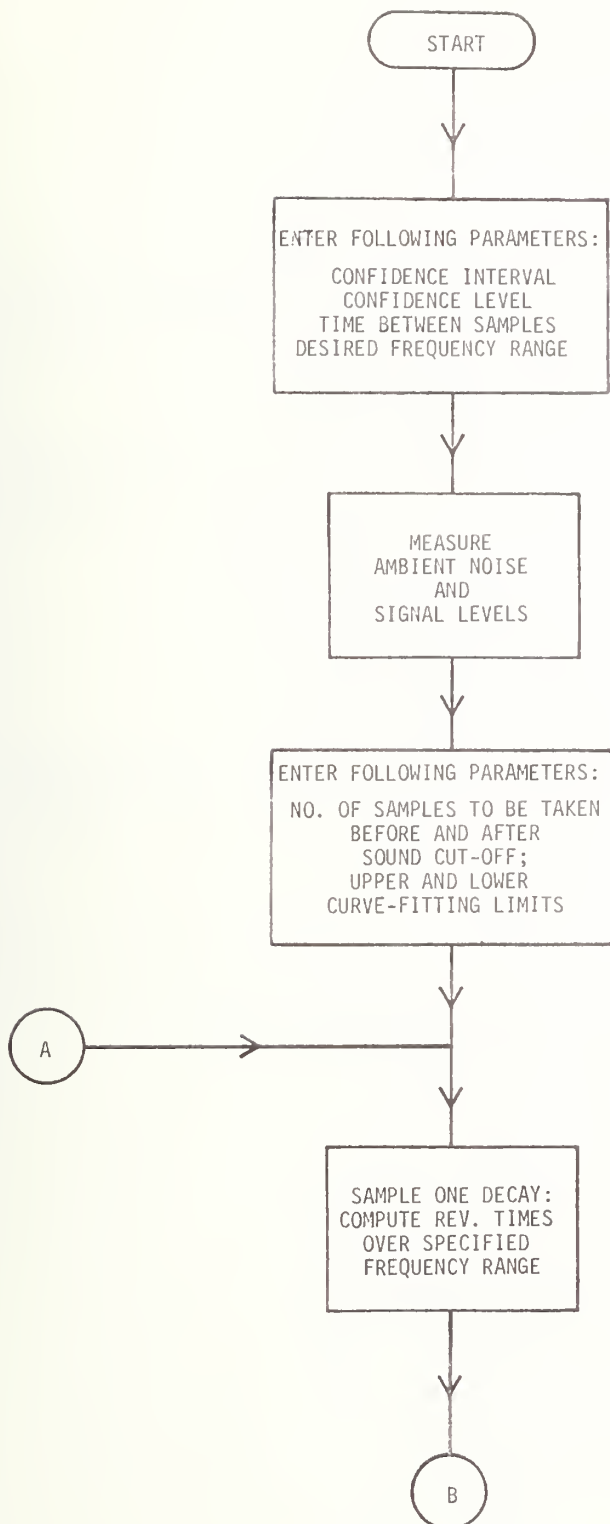 START
ENTER FOLLOWING PARAMETERS:
CONFIDENCE INTERVAL
CONFIDENCE LEVEL
TIME BETWEEN SAMPLES
DESIRED FREQUENCY RANGE
MEASURE
AMBIENT NOISE
AND
SIGNAL LEVELS
ENTER FOLLOWING PARAMETERS:
NO. OF SAMPLES TO BE TAKEN
BEFORE AND AFTER
SOUND CUT-OFF;
UPPER AND LOWER
CURVE-FITTING LIMITS
A
SAMPLE ONE DECAY:
COMPUTE REV. TIMES
OVER SPECIFIED
FREQUENCY RANGE
B